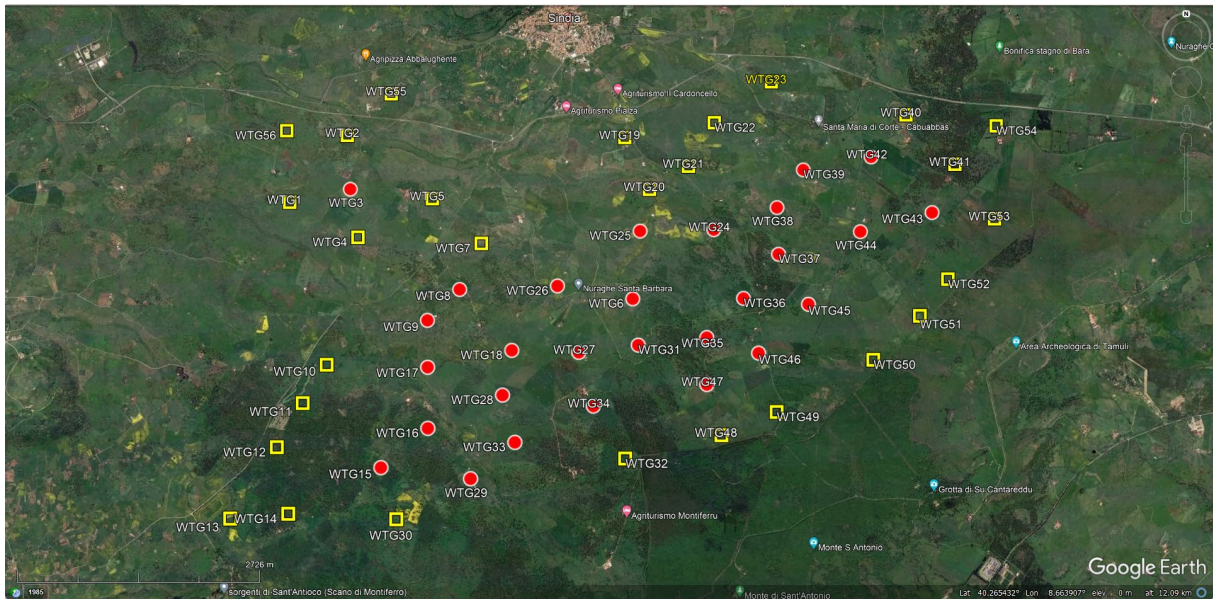 Sindia
Agripizza Abbalughente
Bonifica stagno di Bara
Nuraghe
N
WTG23
WTG55
Agriturismo Il Cardoncello
Agriturismo Pialza
WTG40
WTG22
Santa Maria di Corte - Cabuabbas
WTG54
WTG56
WTG2
WTG19
WTG42
WTG41
WTG21
WTG39
WTG1
WTG3
WTG5
WTG20
WTG43
WTG53
WTG38
WTG4
WTG7
WTG25
WTG24
WTG44
WTG37
WTG8
WTG26
Nuraghe Santa Barbara
WTG6
WTG36
WTG45
WTG52
WTG9
WTG51
WTG18
WTG27
WTG31
WTG35
WTG46
Area Archeologica di Tamuli
WTG10
WTG17
WTG50
WTG47
WTG11
WTG28
WTG34
WTG49
WTG16
WTG33
WTG48
WTG12
WTG32
WTG15
WTG29
Grotta di Su Cantareddu
WTG13
WTG14
WTG30
Agriturismo Montiferru
Monte S Antonio
2726 m
Google Earth
1985
sorgenti di Sant'Antioco (Scano di Montiferro)
Monte di Sant'Antonio
Lat 40.265432° Lon 8.663907° elev 0 m alt 12.09 km